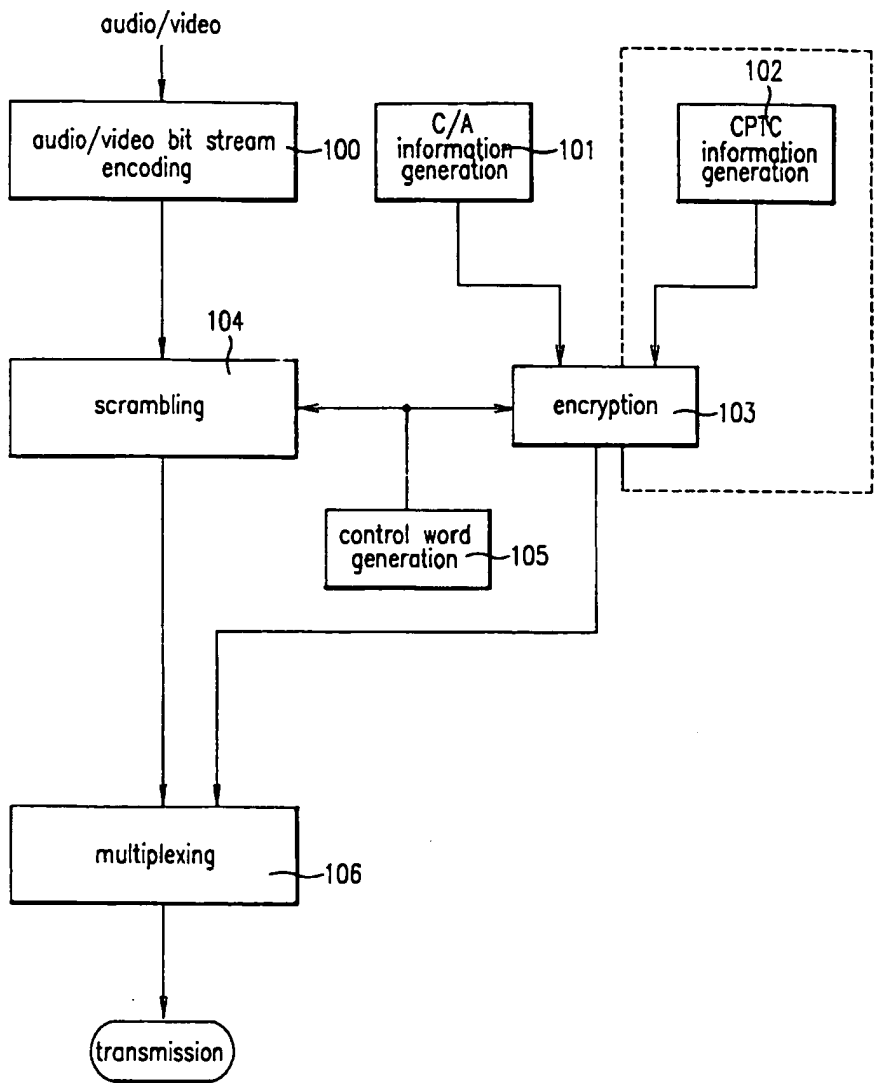 audio/video
audio/video bit stream
encoding
100
C/A
information
generation
101
102
CPTC
information
generation
104
scrambling
encryption
103
control word
generation
105
multiplexing
106
transmission